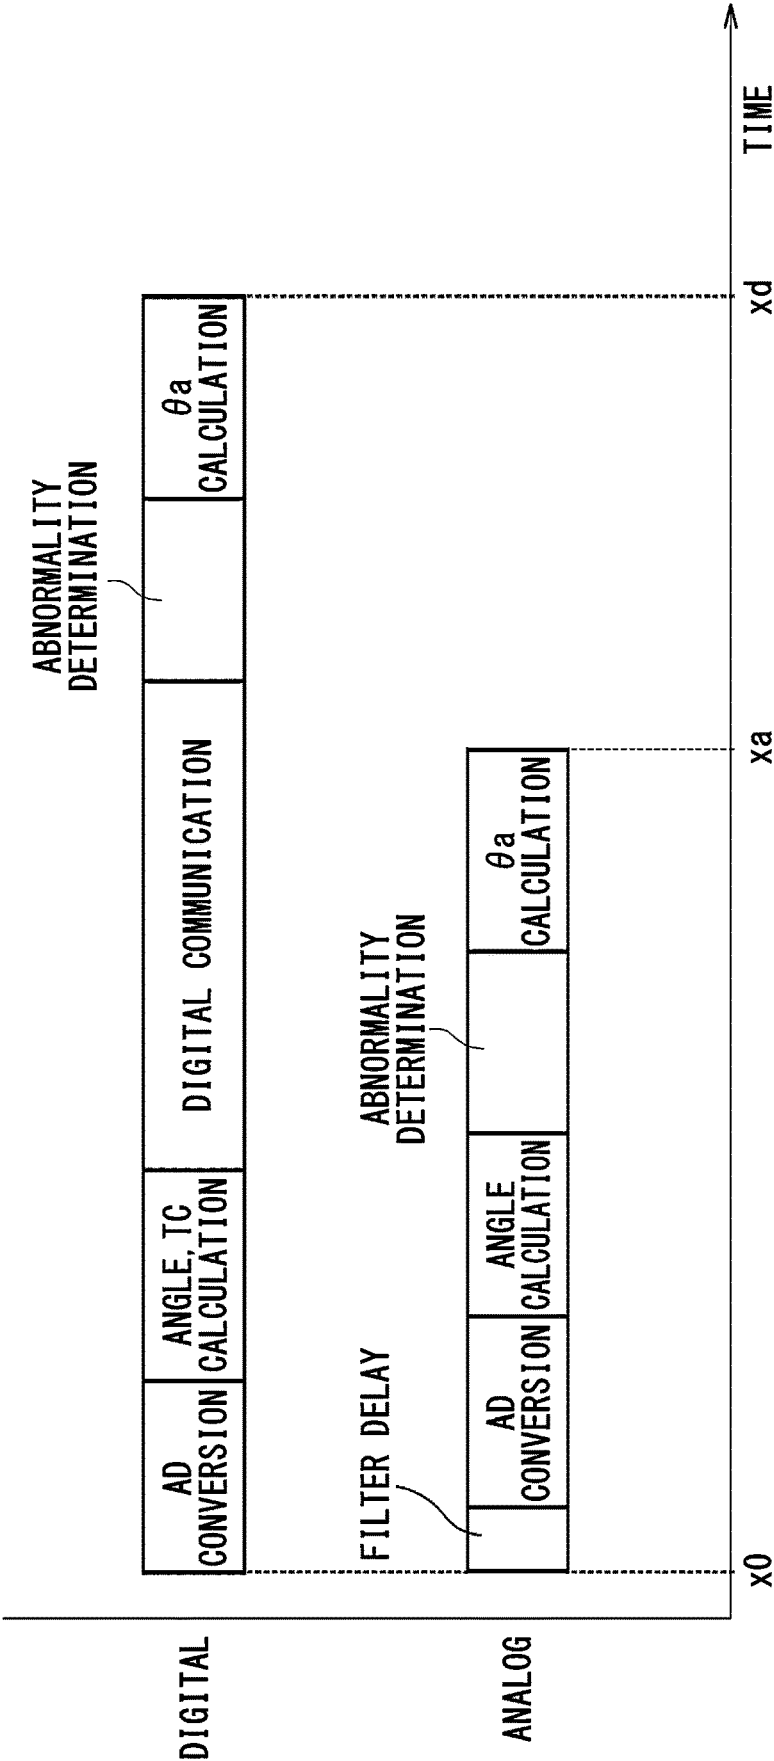 ABNORMALITY
DETERMINATION
DIGITAL
AD
CONVERSION
ANGLE, TC
CALCULATION
DIGITAL COMMUNICATION
θa
CALCULATION
FILTER DELAY
ABNORMALITY
DETERMINATION
ANALOG
AD
CONVERSION
ANGLE
CALCULATION
θa
CALCULATION
x0
xa
xd
TIME